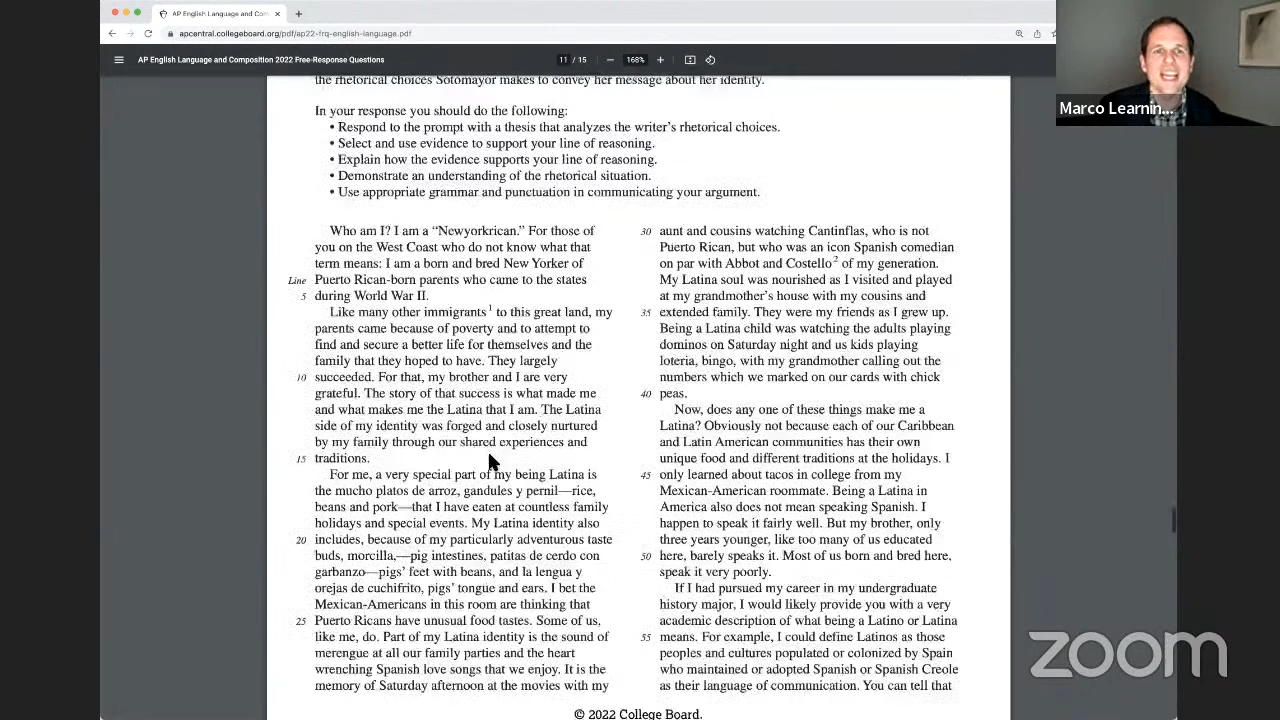 AP English Language and Com
apcentral.collegeboard.org/pdf/ap22-frq-english-language.pdf
AP English Language and Composition 2022 Free-Response Questions
11 / 15
168%
Marco Learnin...
the rhetorical choices Sotomayor makes to convey her message about her identity.
In your response you should do the following:
• Respond to the prompt with a thesis that analyzes the writer's rhetorical choices.
• Select and use evidence to support your line of reasoning.
• Explain how the evidence supports your line of reasoning.
• Demonstrate an understanding of the rhetorical situation.
• Use appropriate grammar and punctuation in communicating your argument.
Who am I? I am a “Newyorkrican.” For those of
you on the West Coast who do not know what that
term means: I am a born and bred New Yorker of
Line Puerto Rican-born parents who came to the states
5 during World War II.
Like many other immigrants1 to this great land, my
parents came because of poverty and to attempt to
find and secure a better life for themselves and the
family that they hoped to have. They largely
10 succeeded. For that, my brother and I are very
grateful. The story of that success is what made me
and what makes me the Latina that I am. The Latina
side of my identity was forged and closely nurtured
by my family through our shared experiences and
15 traditions.
For me, a very special part of my being Latina is
the mucho platos de arroz, gandules y pernil—rice,
beans and pork—that I have eaten at countless family
holidays and special events. My Latina identity also
20 includes, because of my particularly adventurous taste
buds, morcilla,—pig intestines, patitas de cerdo con
garbanzo—pigs' feet with beans, and la lengua y
orejas de cuchifrito, pigs' tongue and ears. I bet the
Mexican-Americans in this room are thinking that
25 Puerto Ricans have unusual food tastes. Some of us,
like me, do. Part of my Latina identity is the sound of
merengue at all our family parties and the heart
wrenching Spanish love songs that we enjoy. It is the
memory of Saturday afternoon at the movies with my
30 aunt and cousins watching Cantinflas, who is not
Puerto Rican, but who was an icon Spanish comedian
on par with Abbot and Costello2 of my generation.
My Latina soul was nourished as I visited and played
at my grandmother's house with my cousins and
35 extended family. They were my friends as I grew up.
Being a Latina child was watching the adults playing
dominos on Saturday night and us kids playing
loteria, bingo, with my grandmother calling out the
numbers which we marked on our cards with chick
40 peas.
Now, does any one of these things make me a
Latina? Obviously not because each of our Caribbean
and Latin American communities has their own
unique food and different traditions at the holidays. I
45 only learned about tacos in college from my
Mexican-American roommate. Being a Latina in
America also does not mean speaking Spanish. I
happen to speak it fairly well. But my brother, only
three years younger, like too many of us educated
50 here, barely speaks it. Most of us born and bred here,
speak it very poorly.
If I had pursued my career in my undergraduate
history major, I would likely provide you with a very
academic description of what being a Latino or Latina
55 means. For example, I could define Latinos as those
peoples and cultures populated or colonized by Spain
who maintained or adopted Spanish or Spanish Creole
as their language of communication. You can tell that
© 2022 College Board.
zoom